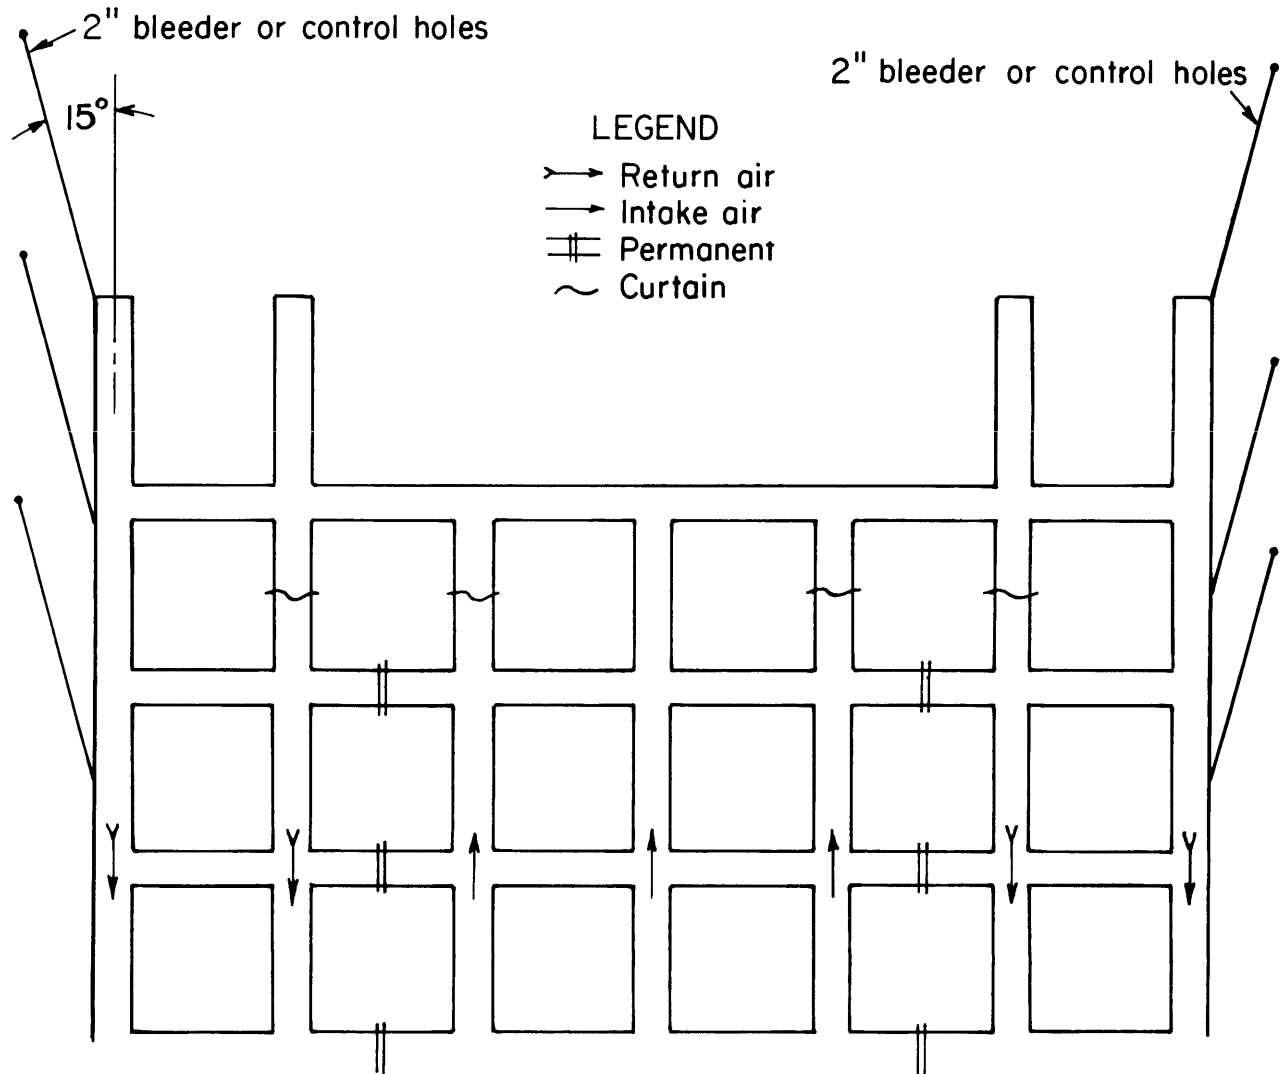 2" bleeder or control holes
2" bleeder or control holes
15°
LEGEND
Return air
Intake air
Permanent
Curtain